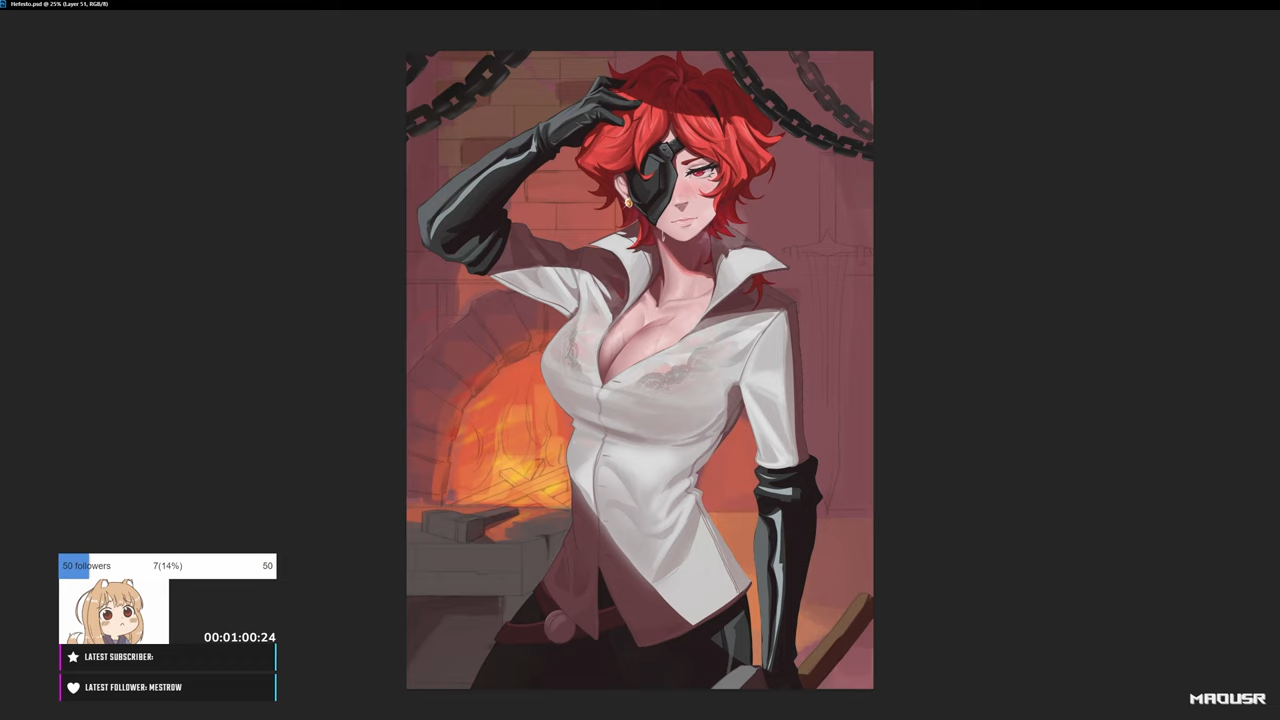 Hefesto.psd @ 25% (Layer 51, RGB/8)
50 followers 7(14%) 50
00:01:00:24
LATEST SUBSCRIBER:
LATEST FOLLOWER: MESTROW
MAOUSR